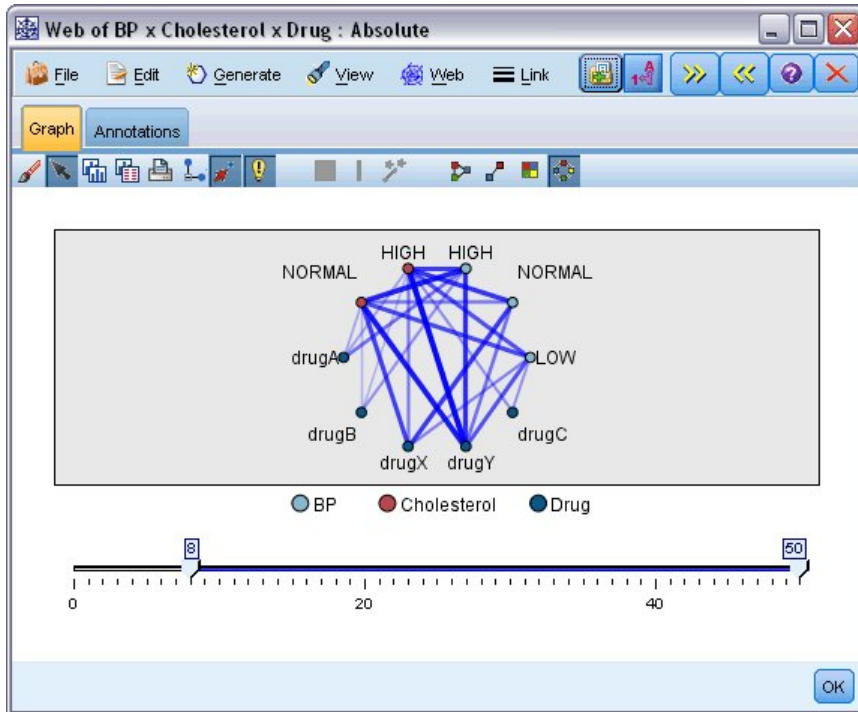 Web of BP x Cholesterol x Drug : Absolute
File Edit Generate View Web Link
Graph Annotations
HIGH HIGH
NORMAL NORMAL
drugA LOW
drugB drugC
drugX drugY
BP Cholesterol Drug
8 50
0 20 40
OK